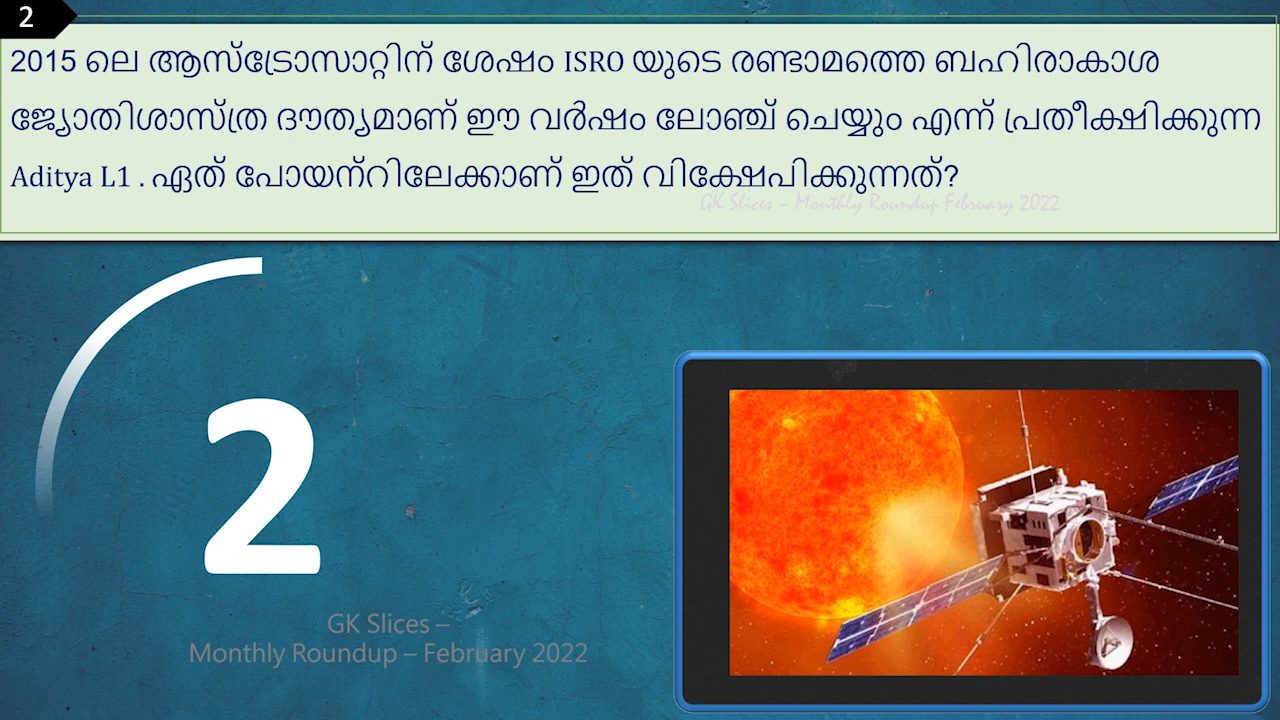 2
2015 ലെ ആസ്ട്രോസാറ്റിന് ശേഷം ISRO യുടെ രണ്ടാമത്തെ ബഹിരാകാശ
ജ്യോതിശാസ്ത്ര ദൗത്യമാണ് ഈ വർഷം ലോഞ്ച് ചെയ്യും എന്ന് പ്രതീക്ഷിക്കുന്ന
Aditya L1 . ഏത് പോയന്റിലേക്കാണ് ഇത് വിക്ഷേപിക്കുന്നത്?
GK Slices – Monthly Roundup February 2022
2
GK Slices –
Monthly Roundup – February 2022